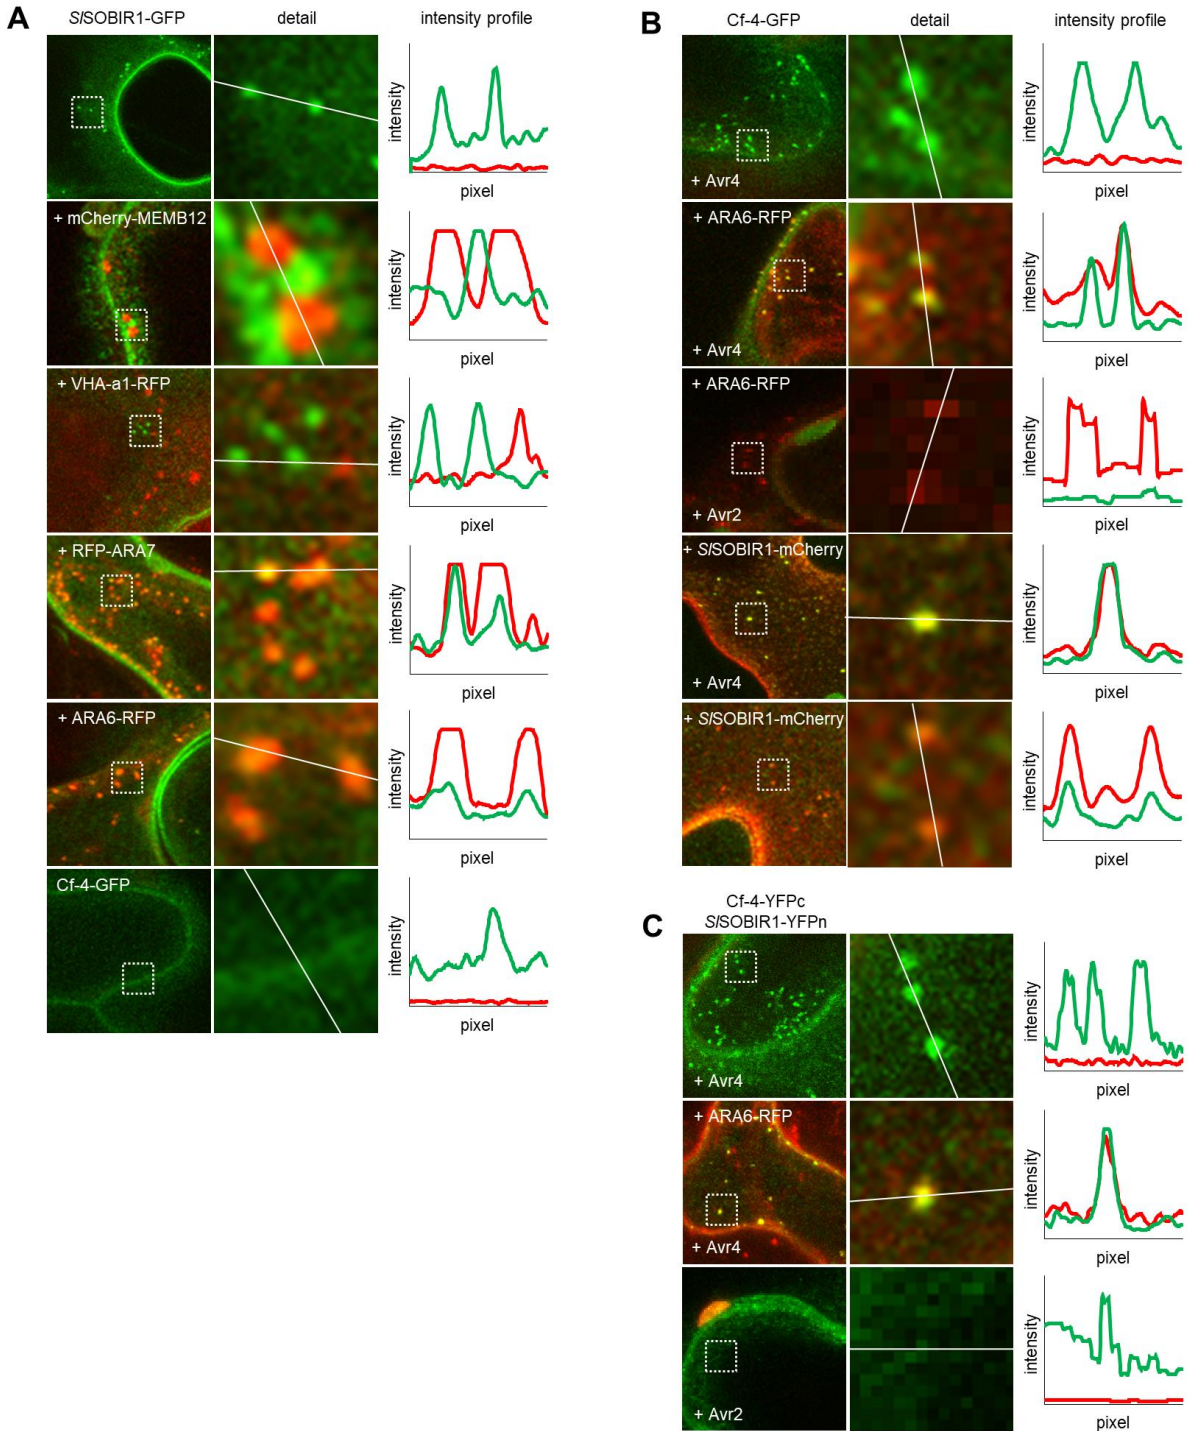 A
SlSOBIR1-GFP
detail
intensity profile
intensity
pixel
+ mCherry-MEMB12
intensity
pixel
+ VHA-a1-RFP
intensity
pixel
+ RFP-ARA7
intensity
pixel
+ ARA6-RFP
intensity
pixel
Cf-4-GFP
intensity
pixel
B
Cf-4-GFP
detail
intensity profile
+ Avr4
intensity
pixel
+ ARA6-RFP
+ Avr4
intensity
pixel
+ ARA6-RFP
+ Avr2
intensity
pixel
+ SlSOBIR1-mCherry
+ Avr4
intensity
pixel
+ SlSOBIR1-mCherry
intensity
pixel
C
Cf-4-YFPc
SlSOBIR1-YFPn
+ Avr4
intensity
pixel
+ ARA6-RFP
+ Avr4
intensity
pixel
+ Avr2
intensity
pixel